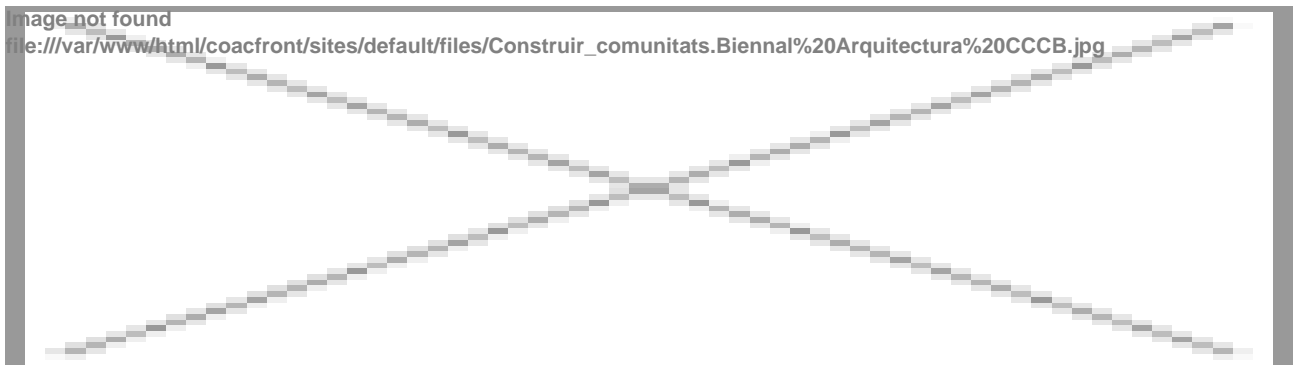 Image not found
file:///var/www/html/coacfront/sites/default/files/Construir_comunitats.Biennal%20Arquitectura%20CCCB.jpg